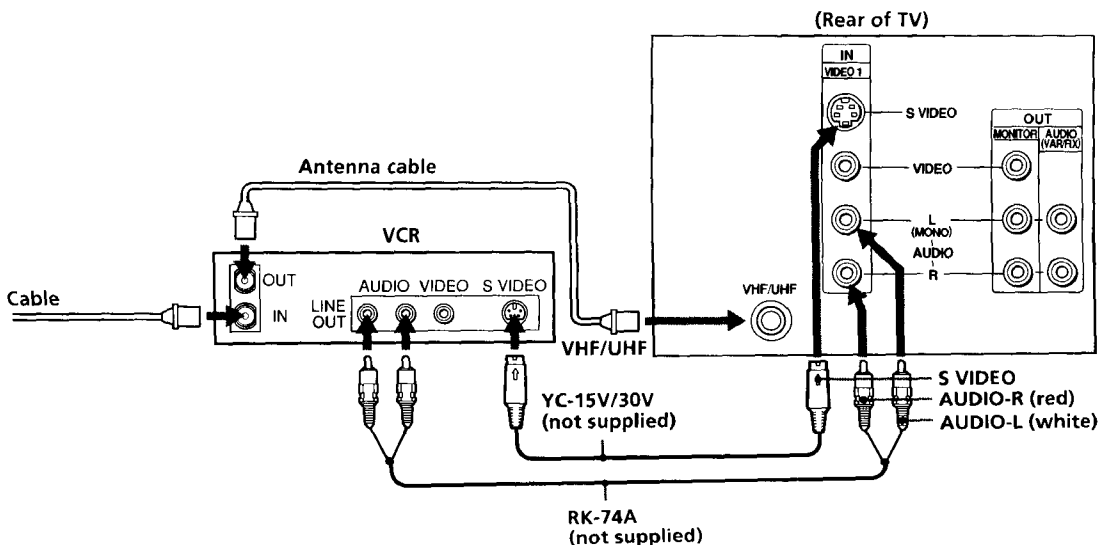 (Rear of TV)
IN
VIDEO 1
S VIDEO
OUT
MONITOR
AUDIO
(VAR/FIX)
VIDEO
L
(MONO)
AUDIO
R
VHF/UHF
Antenna cable
VCR
Cable
OUT
IN
LINE
OUT
AUDIO
VIDEO
S VIDEO
VHF/UHF
YC-15V/30V
(not supplied)
S VIDEO
AUDIO-R (red)
AUDIO-L (white)
RK-74A
(not supplied)